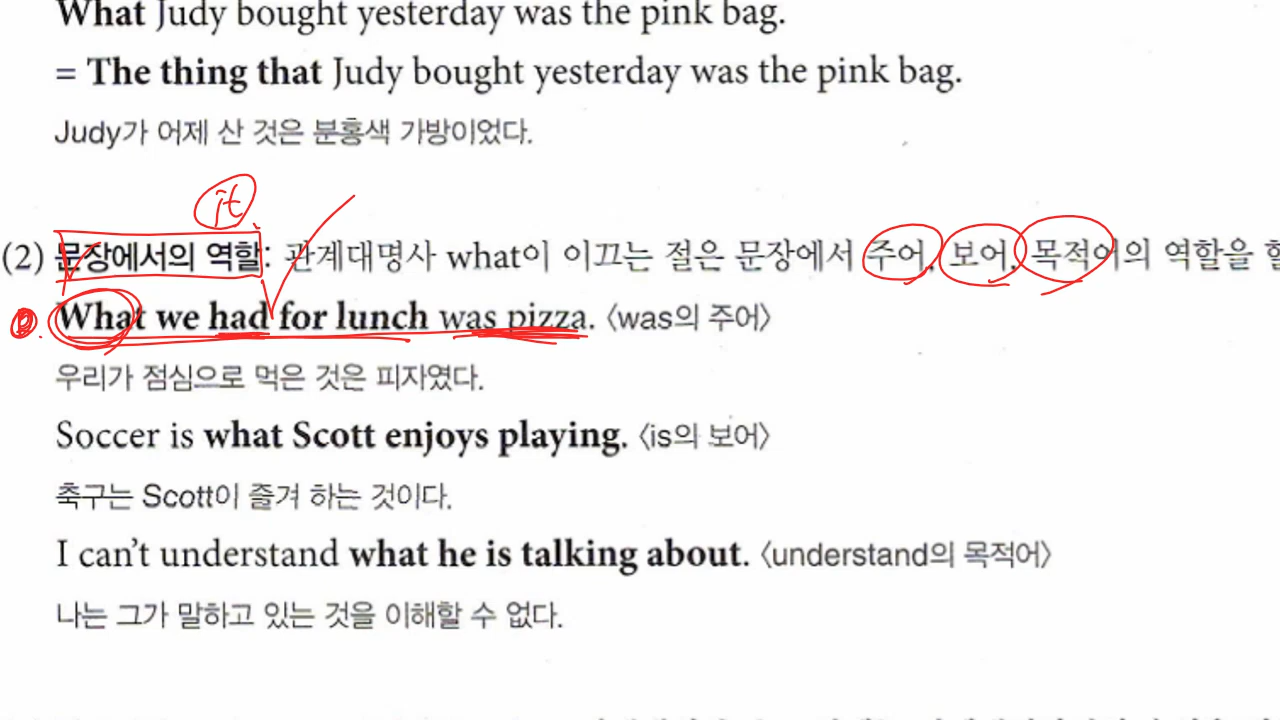 What Judy bought yesterday was the pink bag.
= The thing that Judy bought yesterday was the pink bag.
Judy가 어제 산 것은 분홍색 가방이었다.
it
(2) 문장에서의 역할: 관계대명사 what이 이끄는 절은 문장에서 주어, 보어, 목적어의 역할을
What we had for lunch was pizza. 〈was의 주어〉
우리가 점심으로 먹은 것은 피자였다.
Soccer is what Scott enjoys playing. 〈is의 보어〉
축구는 Scott이 즐겨 하는 것이다.
I can't understand what he is talking about. 〈understand의 목적어〉
나는 그가 말하고 있는 것을 이해할 수 없다.